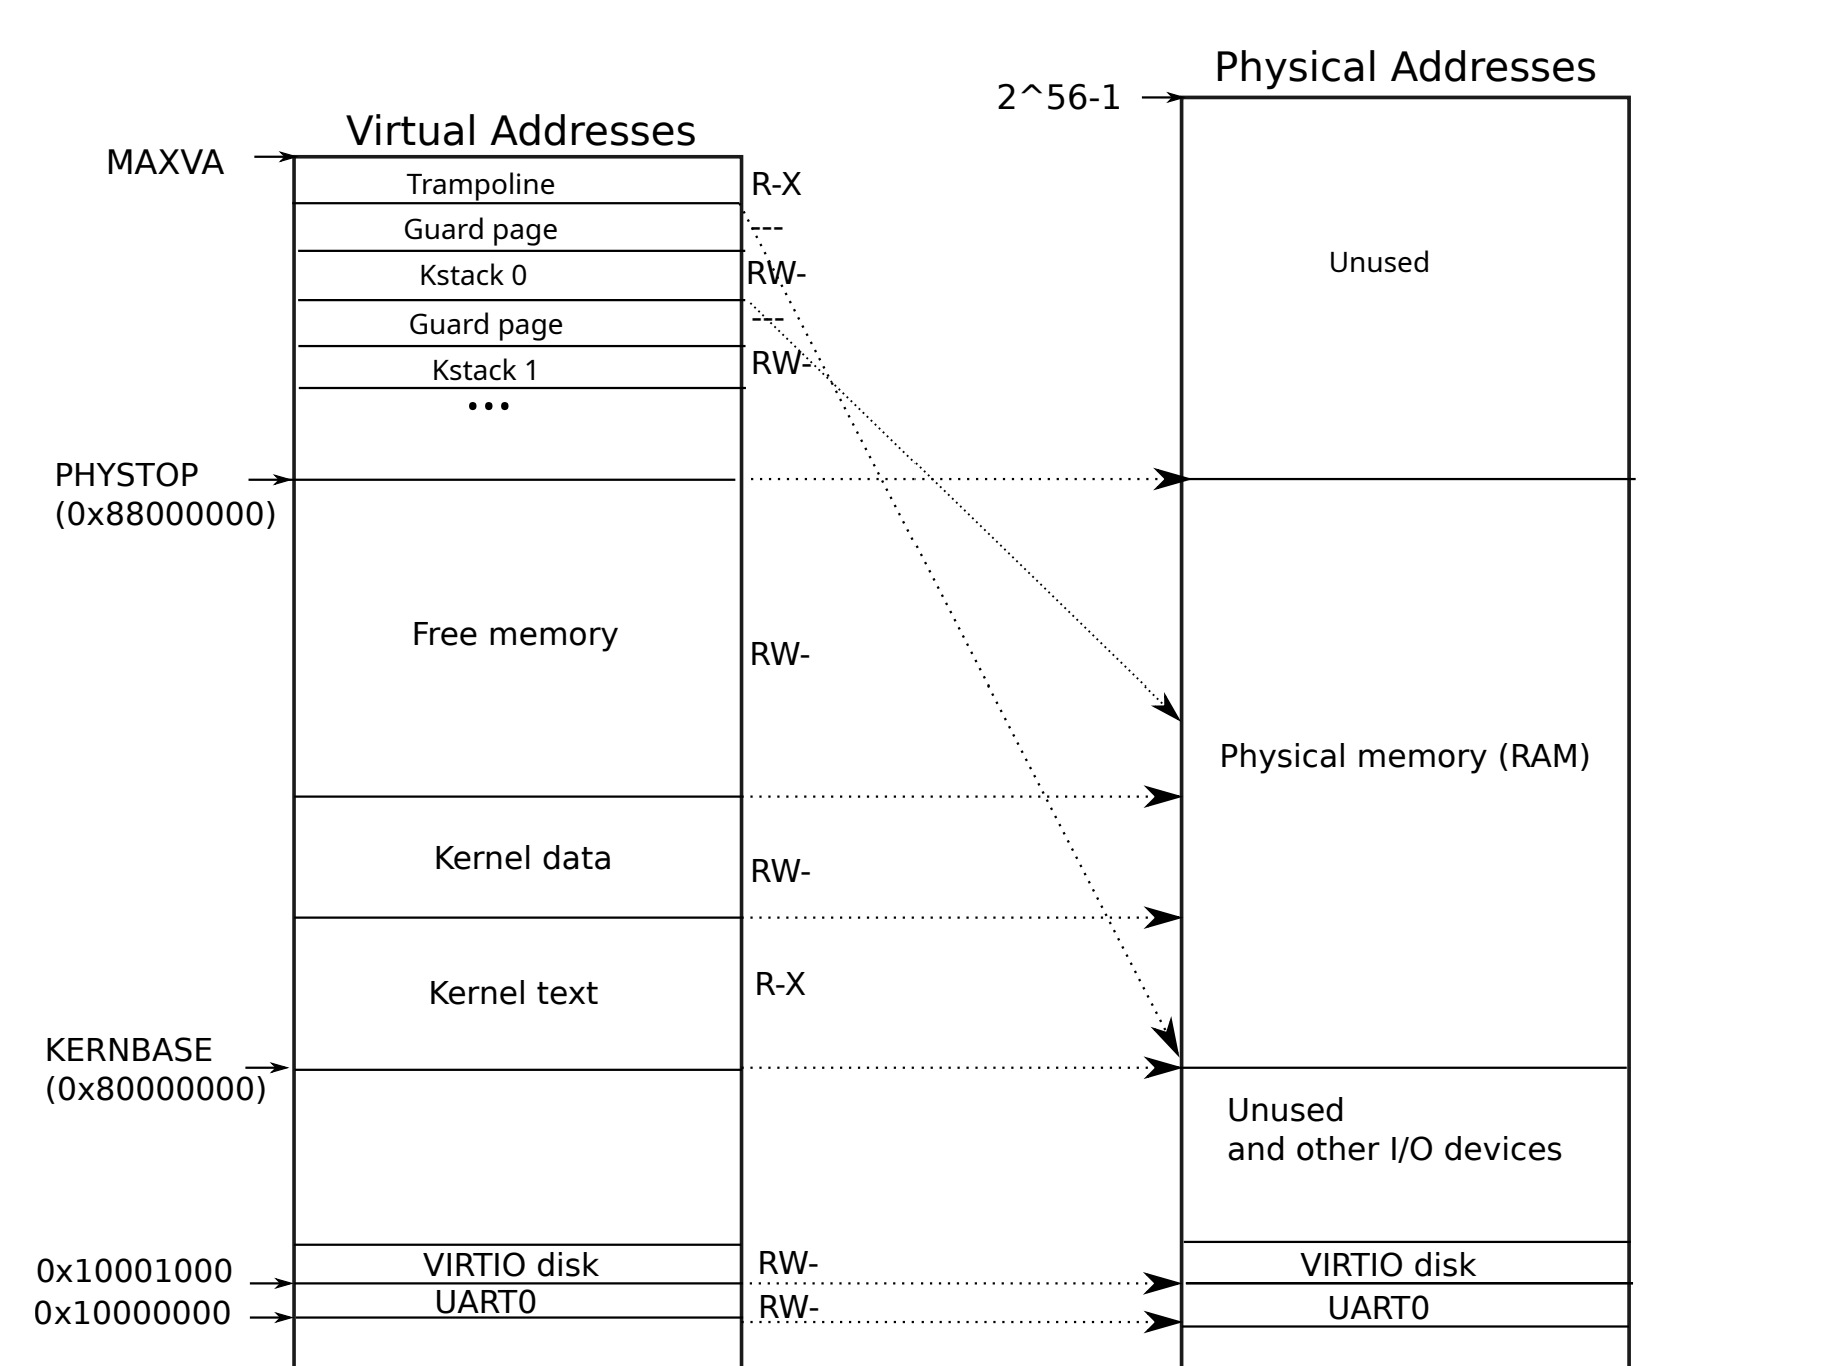 Physical Addresses
2^56-1
Virtual Addresses
MAXVA
Trampoline
R-X
Guard page
---
Unused
Kstack 0
RW-
Guard page
---
Kstack 1
RW-
...
PHYSTOP
(0x88000000)
Free memory
RW-
Physical memory (RAM)
Kernel data
RW-
Kernel text
R-X
KERNBASE
(0x80000000)
Unused
and other I/O devices
0x10001000
VIRTIO disk
RW-
VIRTIO disk
0x10000000
UART0
RW-
UART0